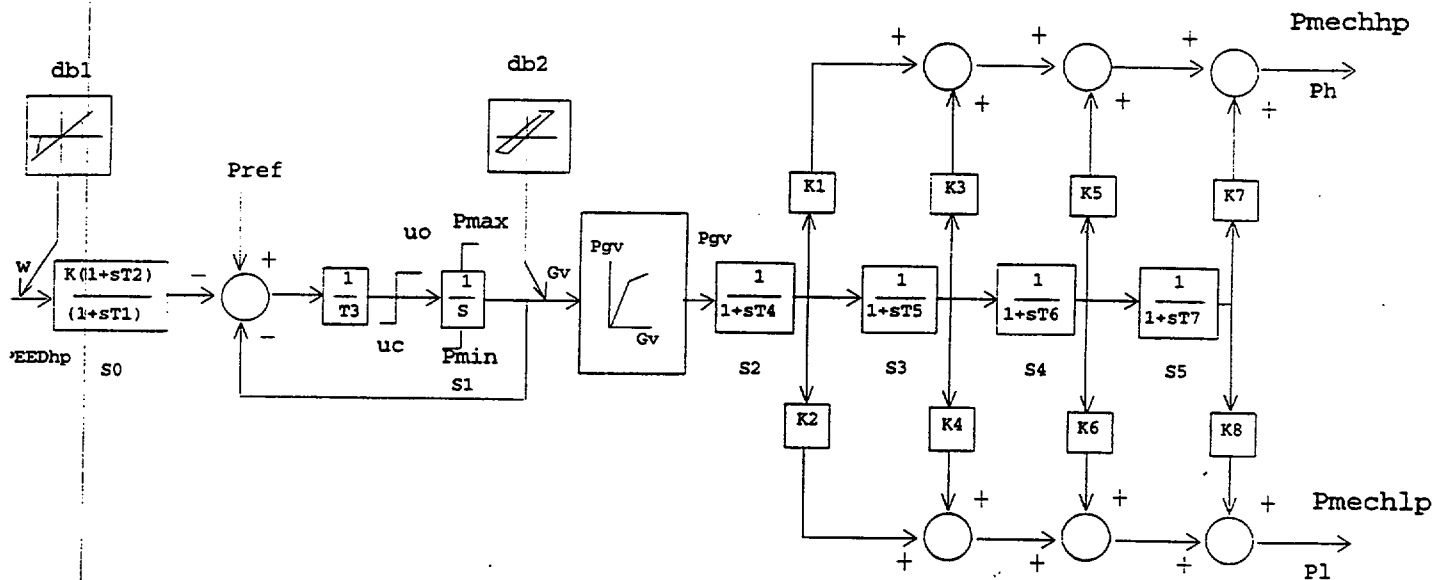 Pmechhp
db1
db2
+
+
+
Ph
+
+
÷
Pref
K1
K3
K5
K7
uo
Pmax
Pgv
Pgv
w
K(1+sT2)
(1+sT1)
−
+
−
1
T3
1
S
Gv
Gv
1
1+sT4
1
1+sT5
1
1+sT6
1
1+sT7
EEDhp
S0
uc
Pmin
S1
S2
S3
S4
S5
K2
K4
K6
K8
+
+
+
Pmechlp
+
+
÷
Pl